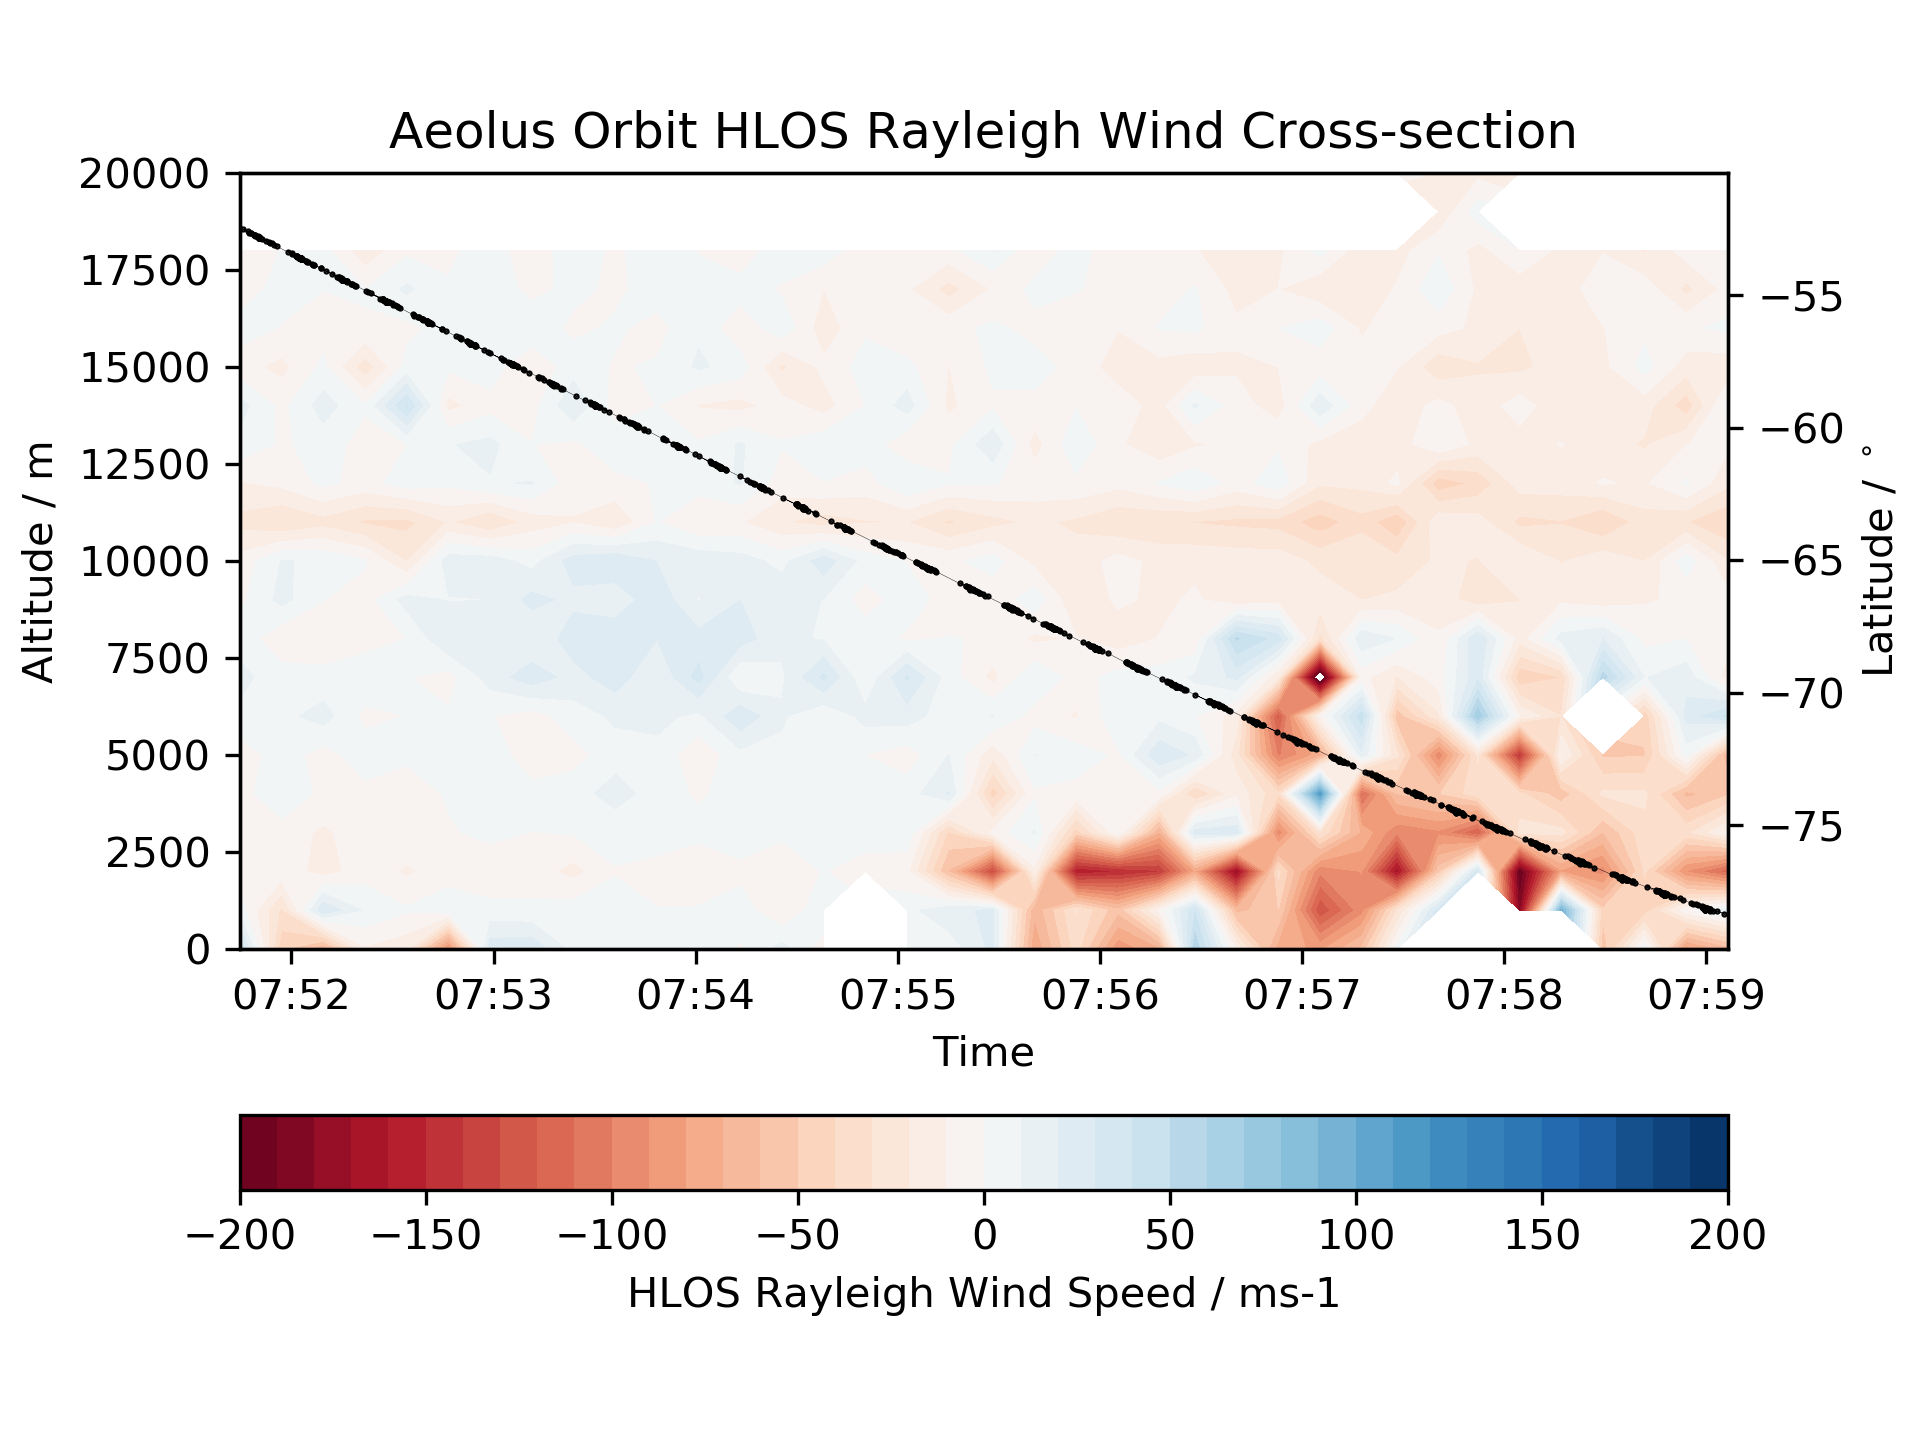 Aeolus Orbit HLOS Rayleigh Wind Cross-section
20000
17500
15000
12500
10000
7500
5000
2500
0
Altitude / m
−55
−60
−65
−70
−75
Latitude / °
07:52 07:53 07:54 07:55 07:56 07:57 07:58 07:59
Time
−200 −150 −100 −50 0 50 100 150 200
HLOS Rayleigh Wind Speed / ms-1